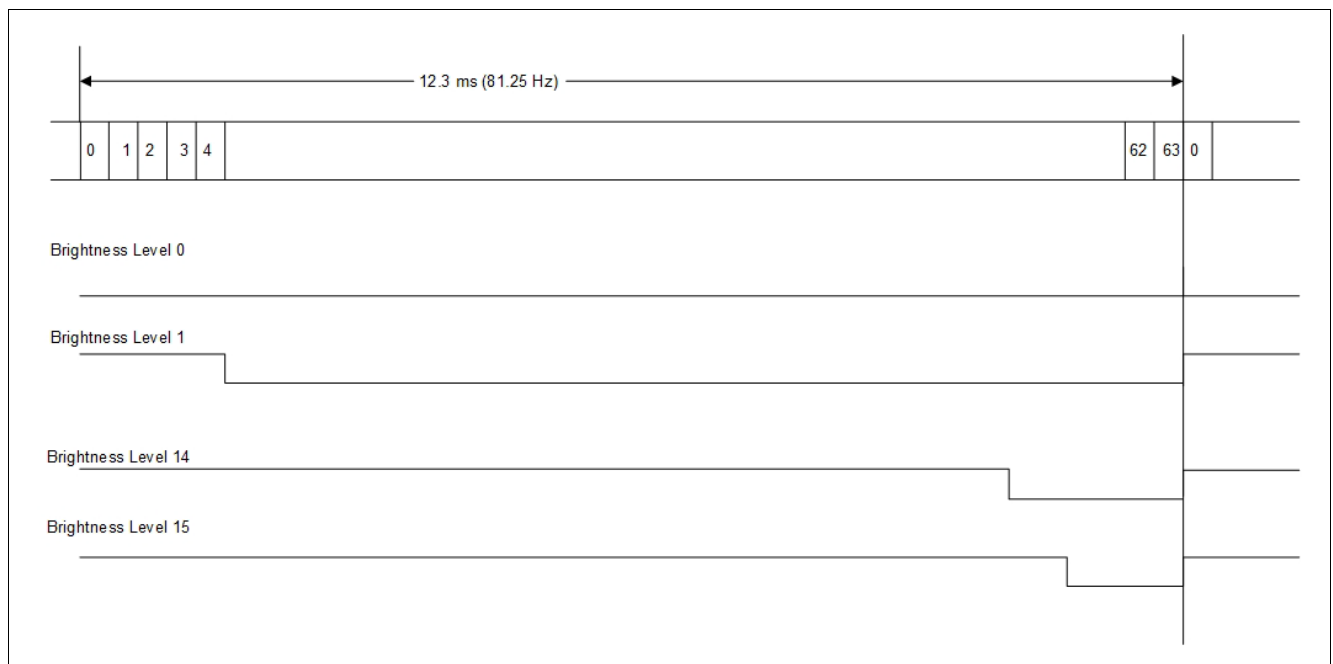 12.3 ms (81.25 Hz)
0 1 2 3 4 62 63 0
Brightness Level 0
Brightness Level 1
Brightness Level 14
Brightness Level 15